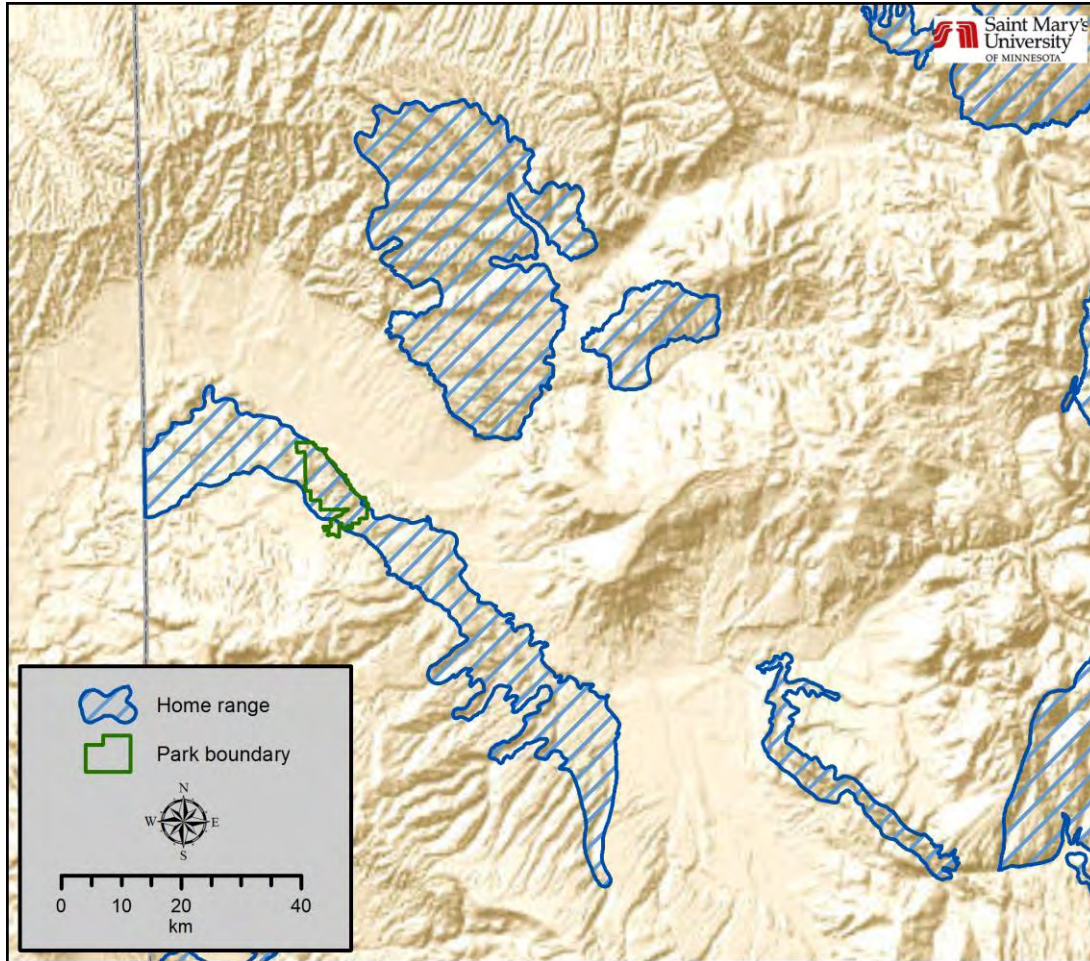 Saint Mary's
University
OF MINNESOTA
Home range
Park boundary
N
W E
S
0 10 20 40
km